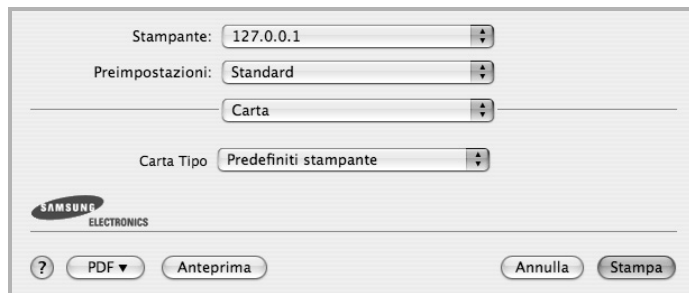 Stampante: 127.0.0.1
Preimpostazioni: Standard
Carta
Carta Tipo Predefiniti stampante
SAMSUNG
ELECTRONICS
? PDF ▼ Anteprima Annulla Stampa